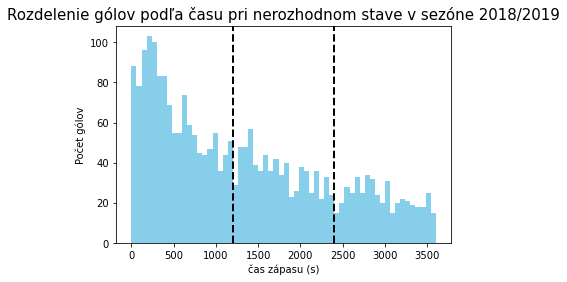 Rozdelenie gólov podľa času pri nerozhodnom stave v sezóne 2018/2019
Počet gólov
100
80
60
40
20
0
0 500 1000 1500 2000 2500 3000 3500
čas zápasu (s)